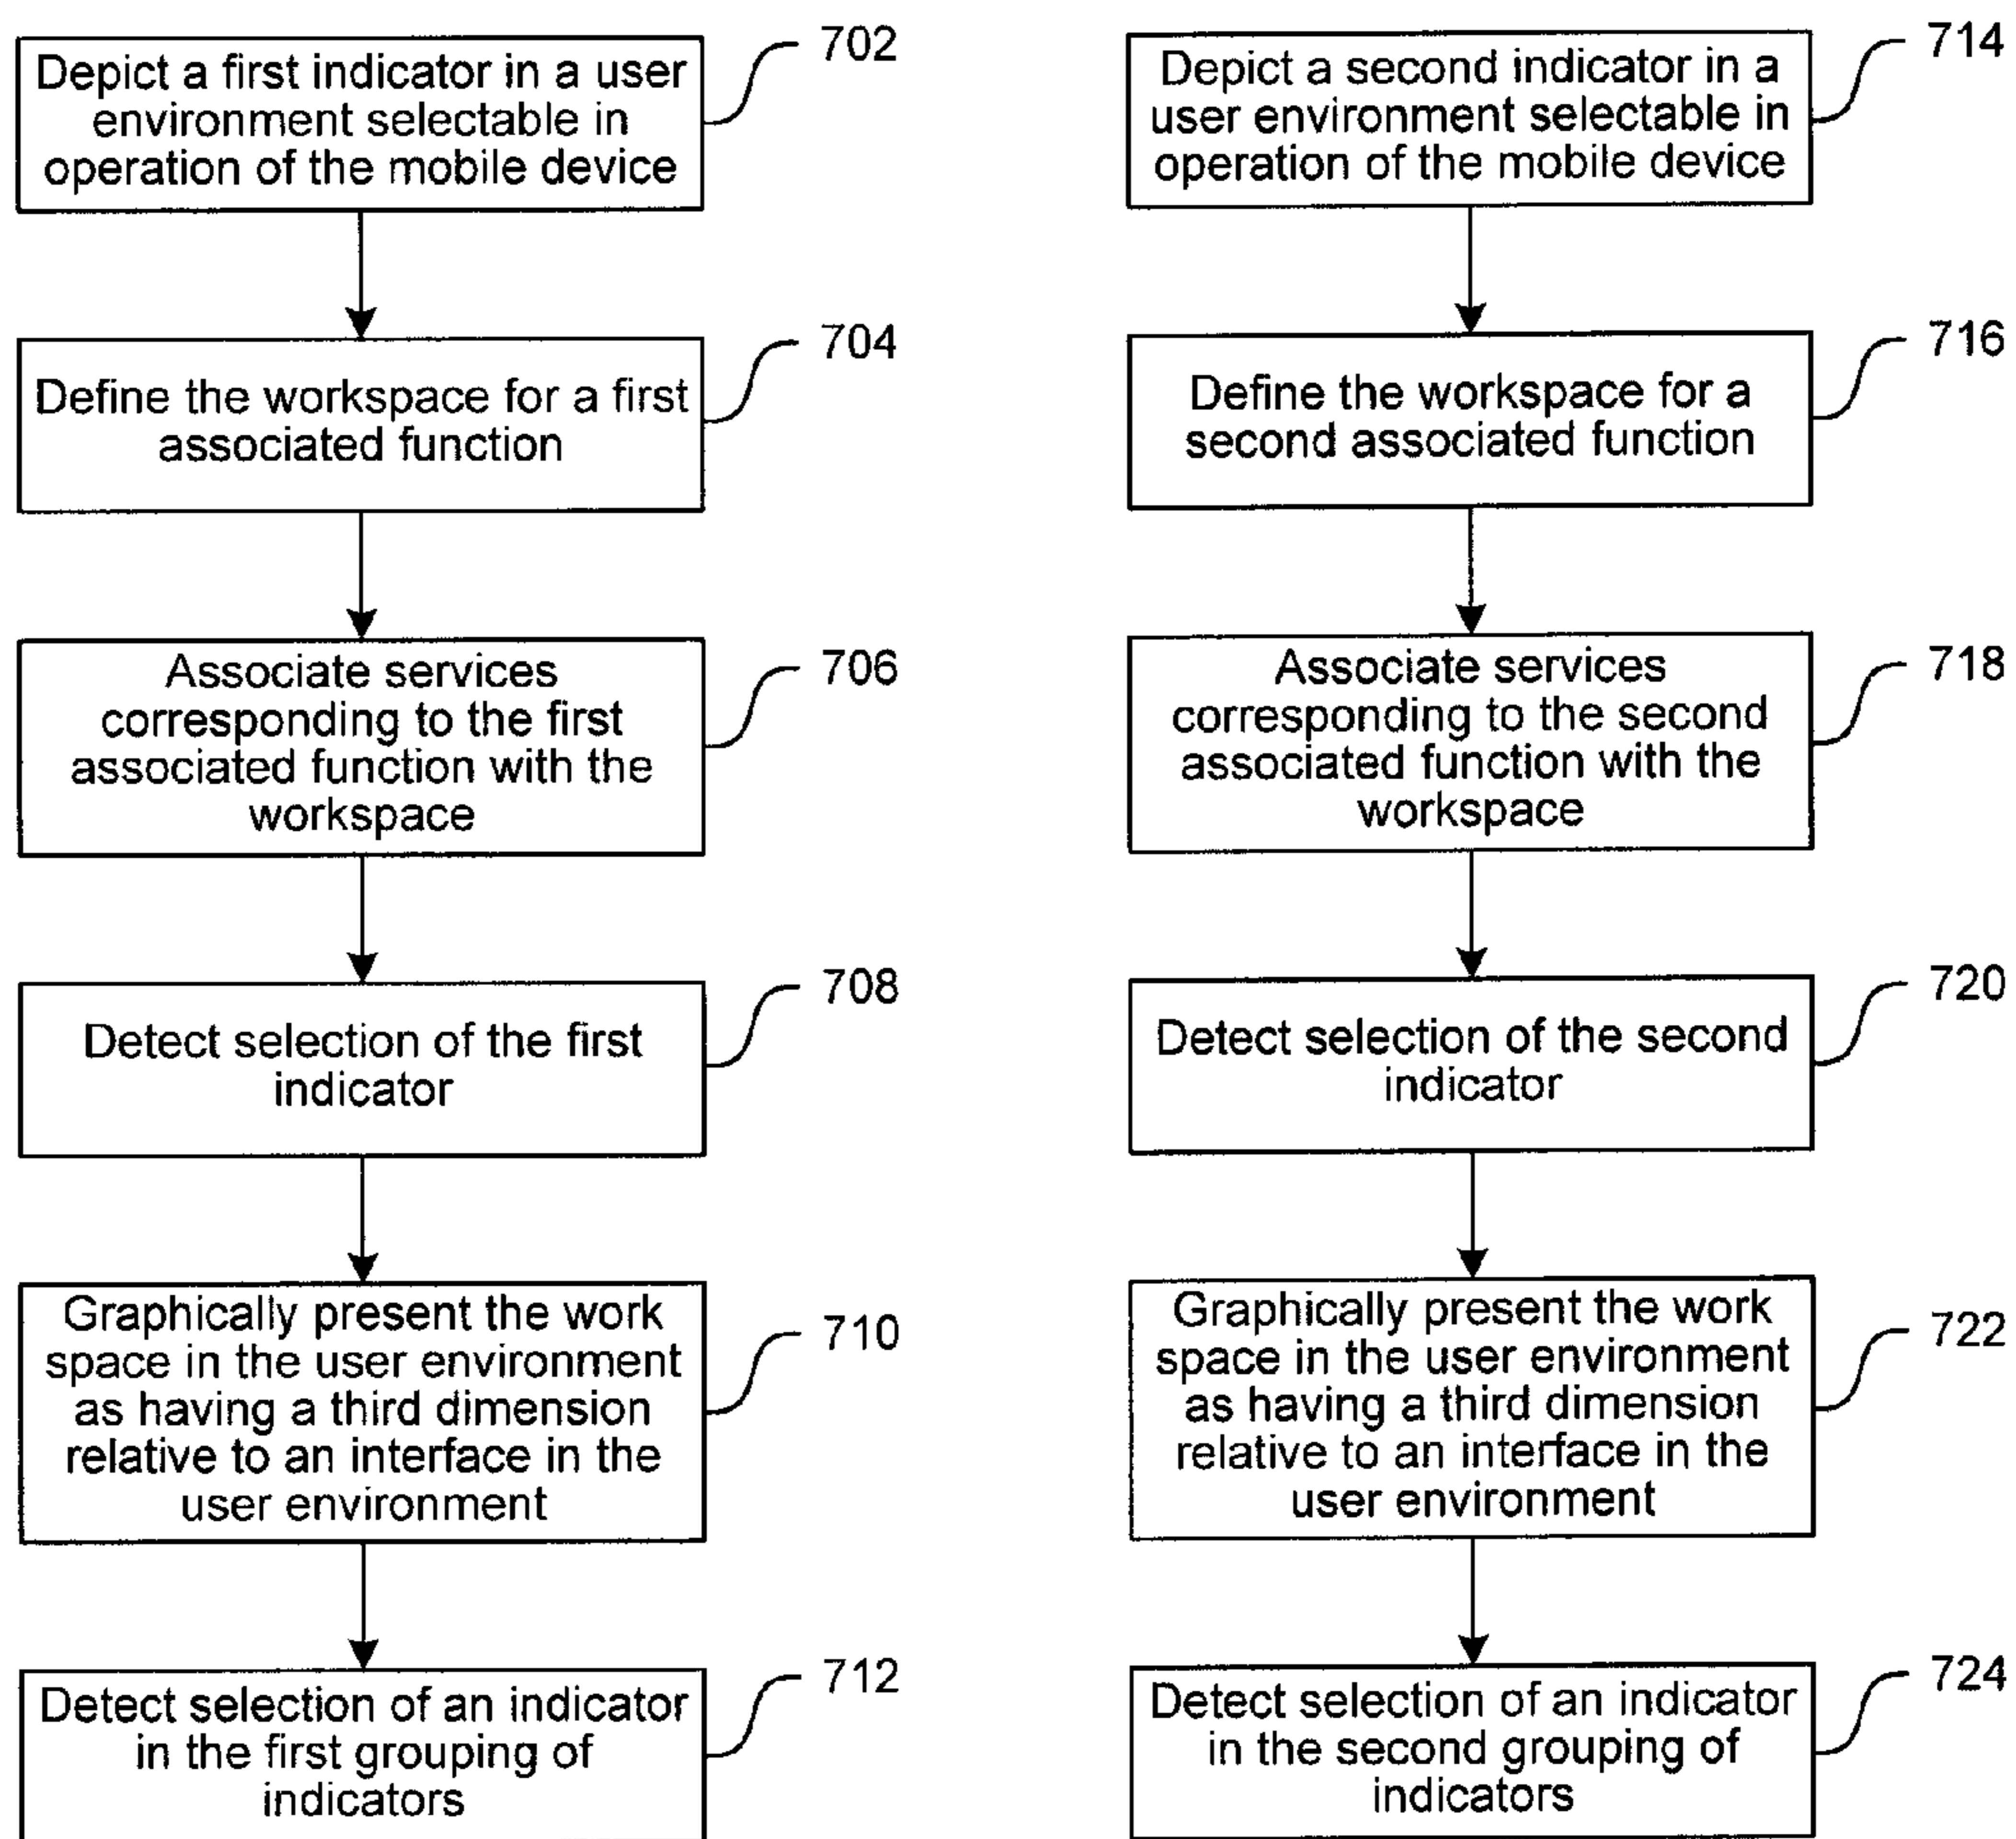 Depict a first indicator in a user
environment selectable in
operation of the mobile device
702
Define the workspace for a first
associated function
704
Associate services
corresponding to the first
associated function with the
workspace
706
Detect selection of the first
indicator
708
Graphically present the work
space in the user environment
as having a third dimension
relative to an interface in the
user environment
710
Detect selection of an indicator
in the first grouping of
indicators
712
Depict a second indicator in a
user environment selectable in
operation of the mobile device
714
Define the workspace for a
second associated function
716
Associate services
corresponding to the second
associated function with the
workspace
718
Detect selection of the second
indicator
720
Graphically present the work
space in the user environment
as having a third dimension
relative to an interface in the
user environment
722
Detect selection of an indicator
in the second grouping of
indicators
724